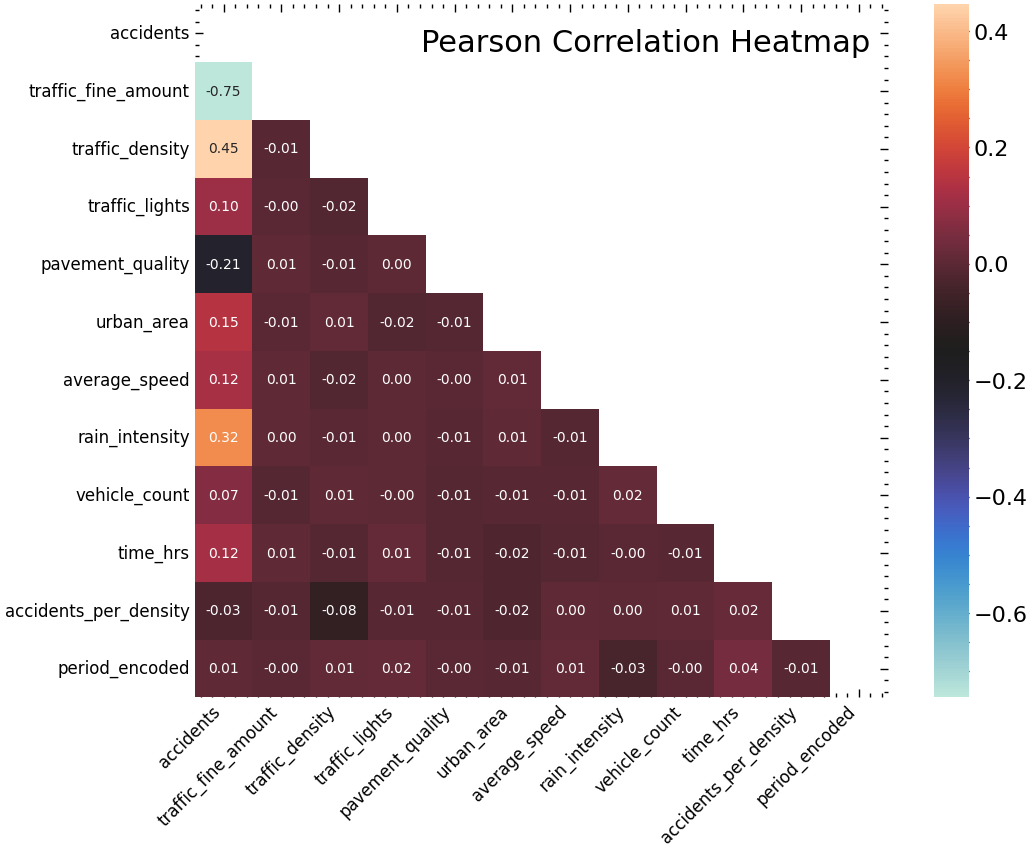 Pearson Correlation Heatmap
accidents
traffic_fine_amount -0.75
traffic_density 0.45 -0.01
traffic_lights 0.10 -0.00 -0.02
pavement_quality -0.21 0.01 -0.01 0.00
urban_area 0.15 -0.01 0.01 -0.02 -0.01
average_speed 0.12 0.01 -0.02 0.00 -0.00 0.01
rain_intensity 0.32 0.00 -0.01 0.00 -0.01 0.01 -0.01
vehicle_count 0.07 -0.01 0.01 -0.00 -0.01 -0.01 -0.01 0.02
time_hrs 0.12 0.01 -0.01 0.01 -0.01 -0.02 -0.01 -0.00 -0.01
accidents_per_density -0.03 -0.01 -0.08 -0.01 -0.01 -0.02 0.00 0.00 0.01 0.02
period_encoded 0.01 -0.00 0.01 0.02 -0.00 -0.01 0.01 -0.03 -0.00 0.04 -0.01
accidents
traffic_fine_amount
traffic_density
traffic_lights
pavement_quality
urban_area
average_speed
rain_intensity
vehicle_count
time_hrs
accidents_per_density
period_encoded
0.4
0.2
0.0
−0.2
−0.4
−0.6